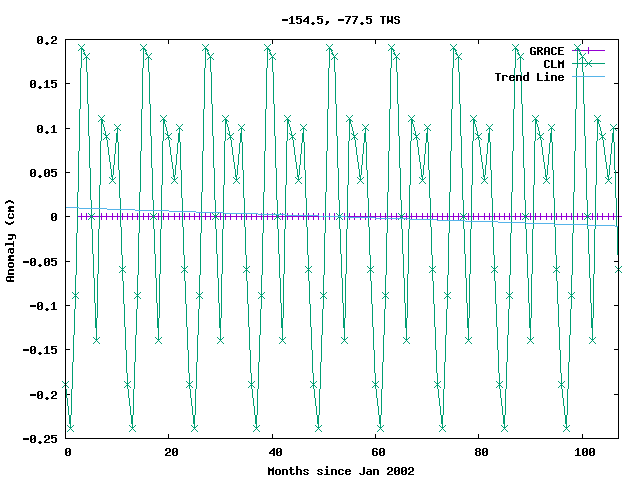 -154.5, -77.5 TWS
GRACE
CLM
Trend Line
0.2
0.15
0.1
0.05
0
-0.05
-0.1
-0.15
-0.2
-0.25
Anomaly (cm)
0 20 40 60 80 100
Months since Jan 2002